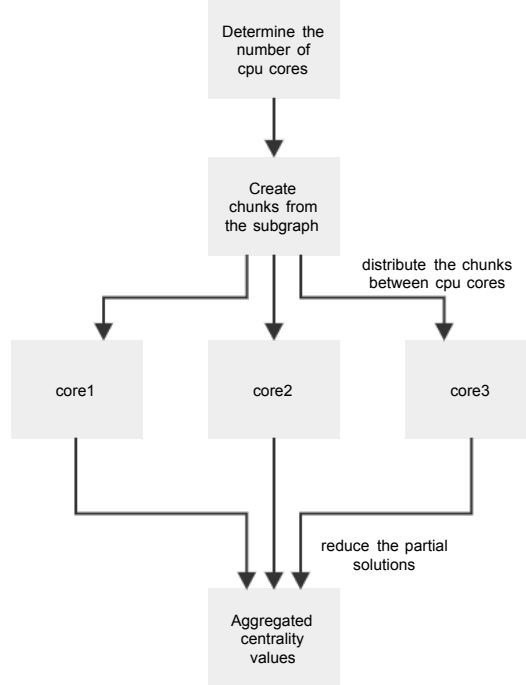 Determine the
number of
cpu cores
Create
chunks from
the subgraph
distribute the chunks
between cpu cores
core1
core2
core3
reduce the partial
solutions
Aggregated
centrality
values